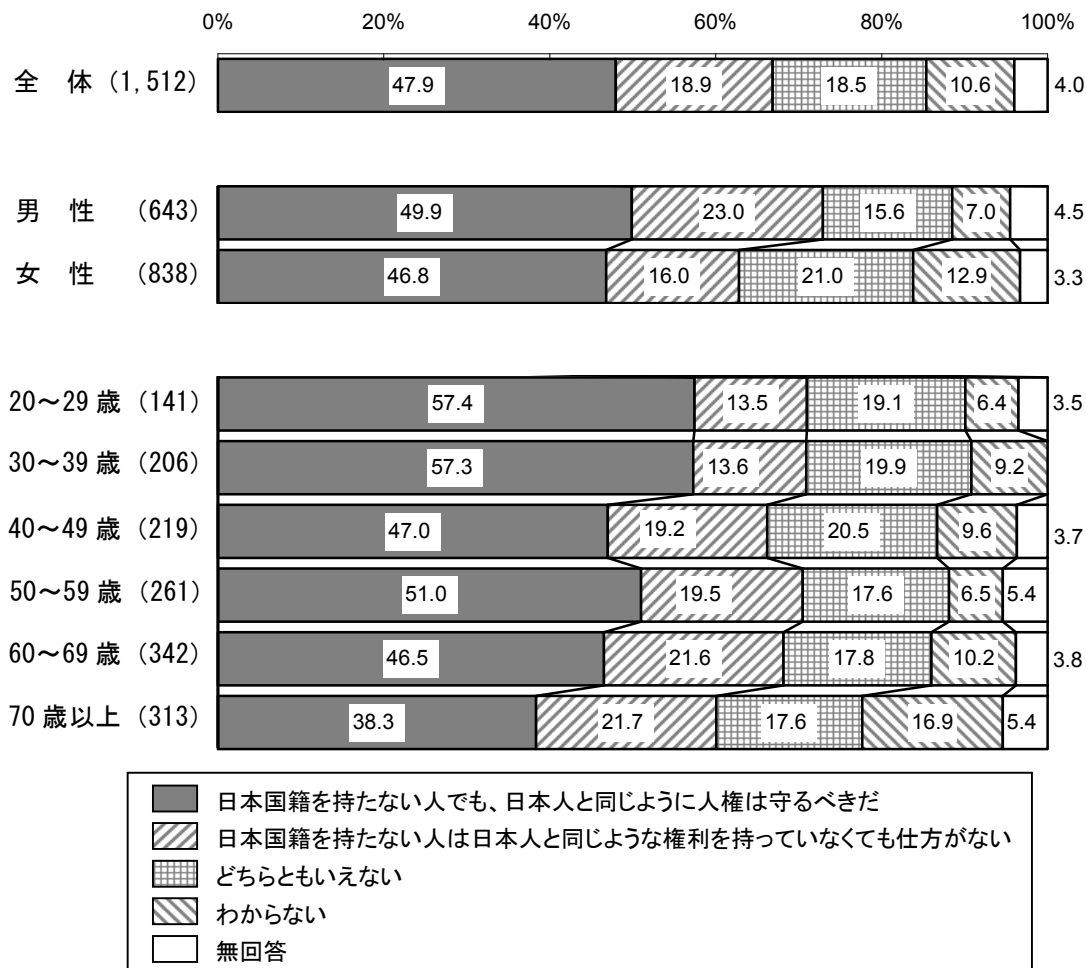 0% 20% 40% 60% 80% 100%
全 体 (1,512) 47.9 18.9 18.5 10.6 4.0
男 性 (643) 49.9 23.0 15.6 7.0 4.5
女 性 (838) 46.8 16.0 21.0 12.9 3.3
20～29 歳 (141) 57.4 13.5 19.1 6.4 3.5
30～39 歳 (206) 57.3 13.6 19.9 9.2
40～49 歳 (219) 47.0 19.2 20.5 9.6 3.7
50～59 歳 (261) 51.0 19.5 17.6 6.5 5.4
60～69 歳 (342) 46.5 21.6 17.8 10.2 3.8
70 歳以上 (313) 38.3 21.7 17.6 16.9 5.4
日本国籍を持たない人でも、日本人と同じように人権は守るべきだ
日本国籍を持たない人は日本人と同じような権利を持っていなくても仕方がない
どちらともいえない
わからない
無回答